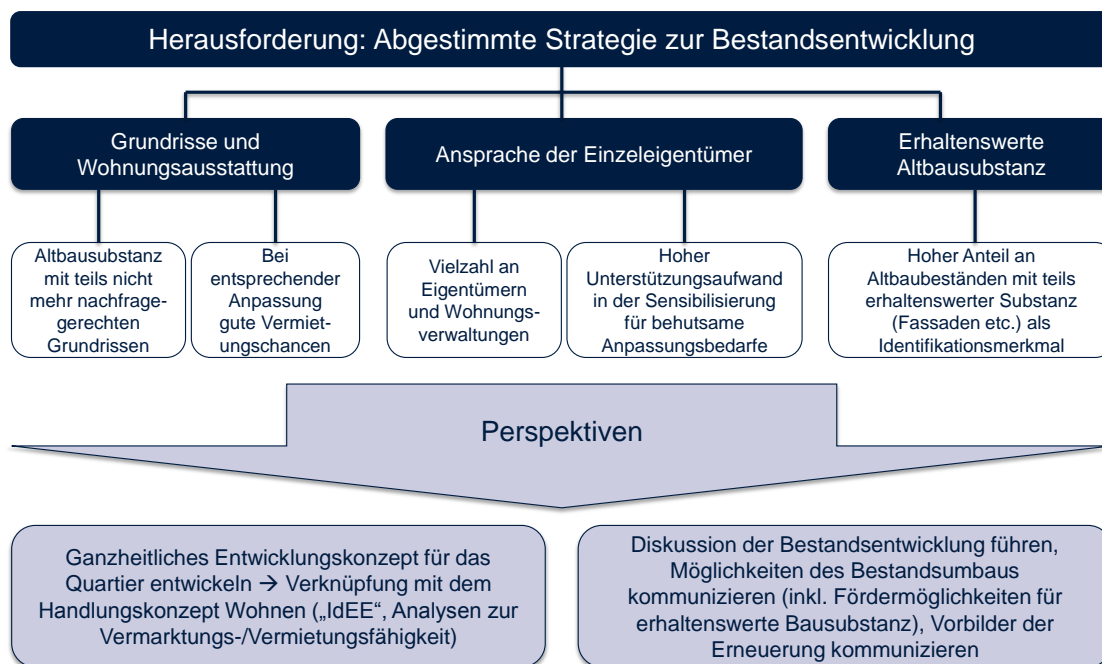 Herausforderung: Abgestimmte Strategie zur Bestandsentwicklung
Grundrisse und
Wohnungsausstattung
Ansprache der Einzeleigentümer
Erhaltenswerte
Altbausubstanz
Altbausubstanz
mit teils nicht
mehr nachfrage-
gerechten
Grundrissen
Bei
entsprechender
Anpassung
gute Vermiet-
ungschancen
Vielzahl an
Eigentümern
und Wohnungs-
verwaltungen
Hoher
Unterstützungsaufwand
in der Sensibilisierung
für behutsame
Anpassungsbedarfe
Hoher Anteil an
Altbaubeständen mit teils
erhaltenswerter Substanz
(Fassaden etc.) als
Identifikationsmerkmal
Perspektiven
Ganzheitliches Entwicklungskonzept für das
Quartier entwickeln → Verknüpfung mit dem
Handlungskonzept Wohnen („IdEE“, Analysen zur
Vermarktungs-/Vermietungsfähigkeit)
Diskussion der Bestandsentwicklung führen,
Möglichkeiten des Bestandsumbaus
kommunizieren (inkl. Fördermöglichkeiten für
erhaltenswerte Bausubstanz), Vorbilder der
Erneuerung kommunizieren